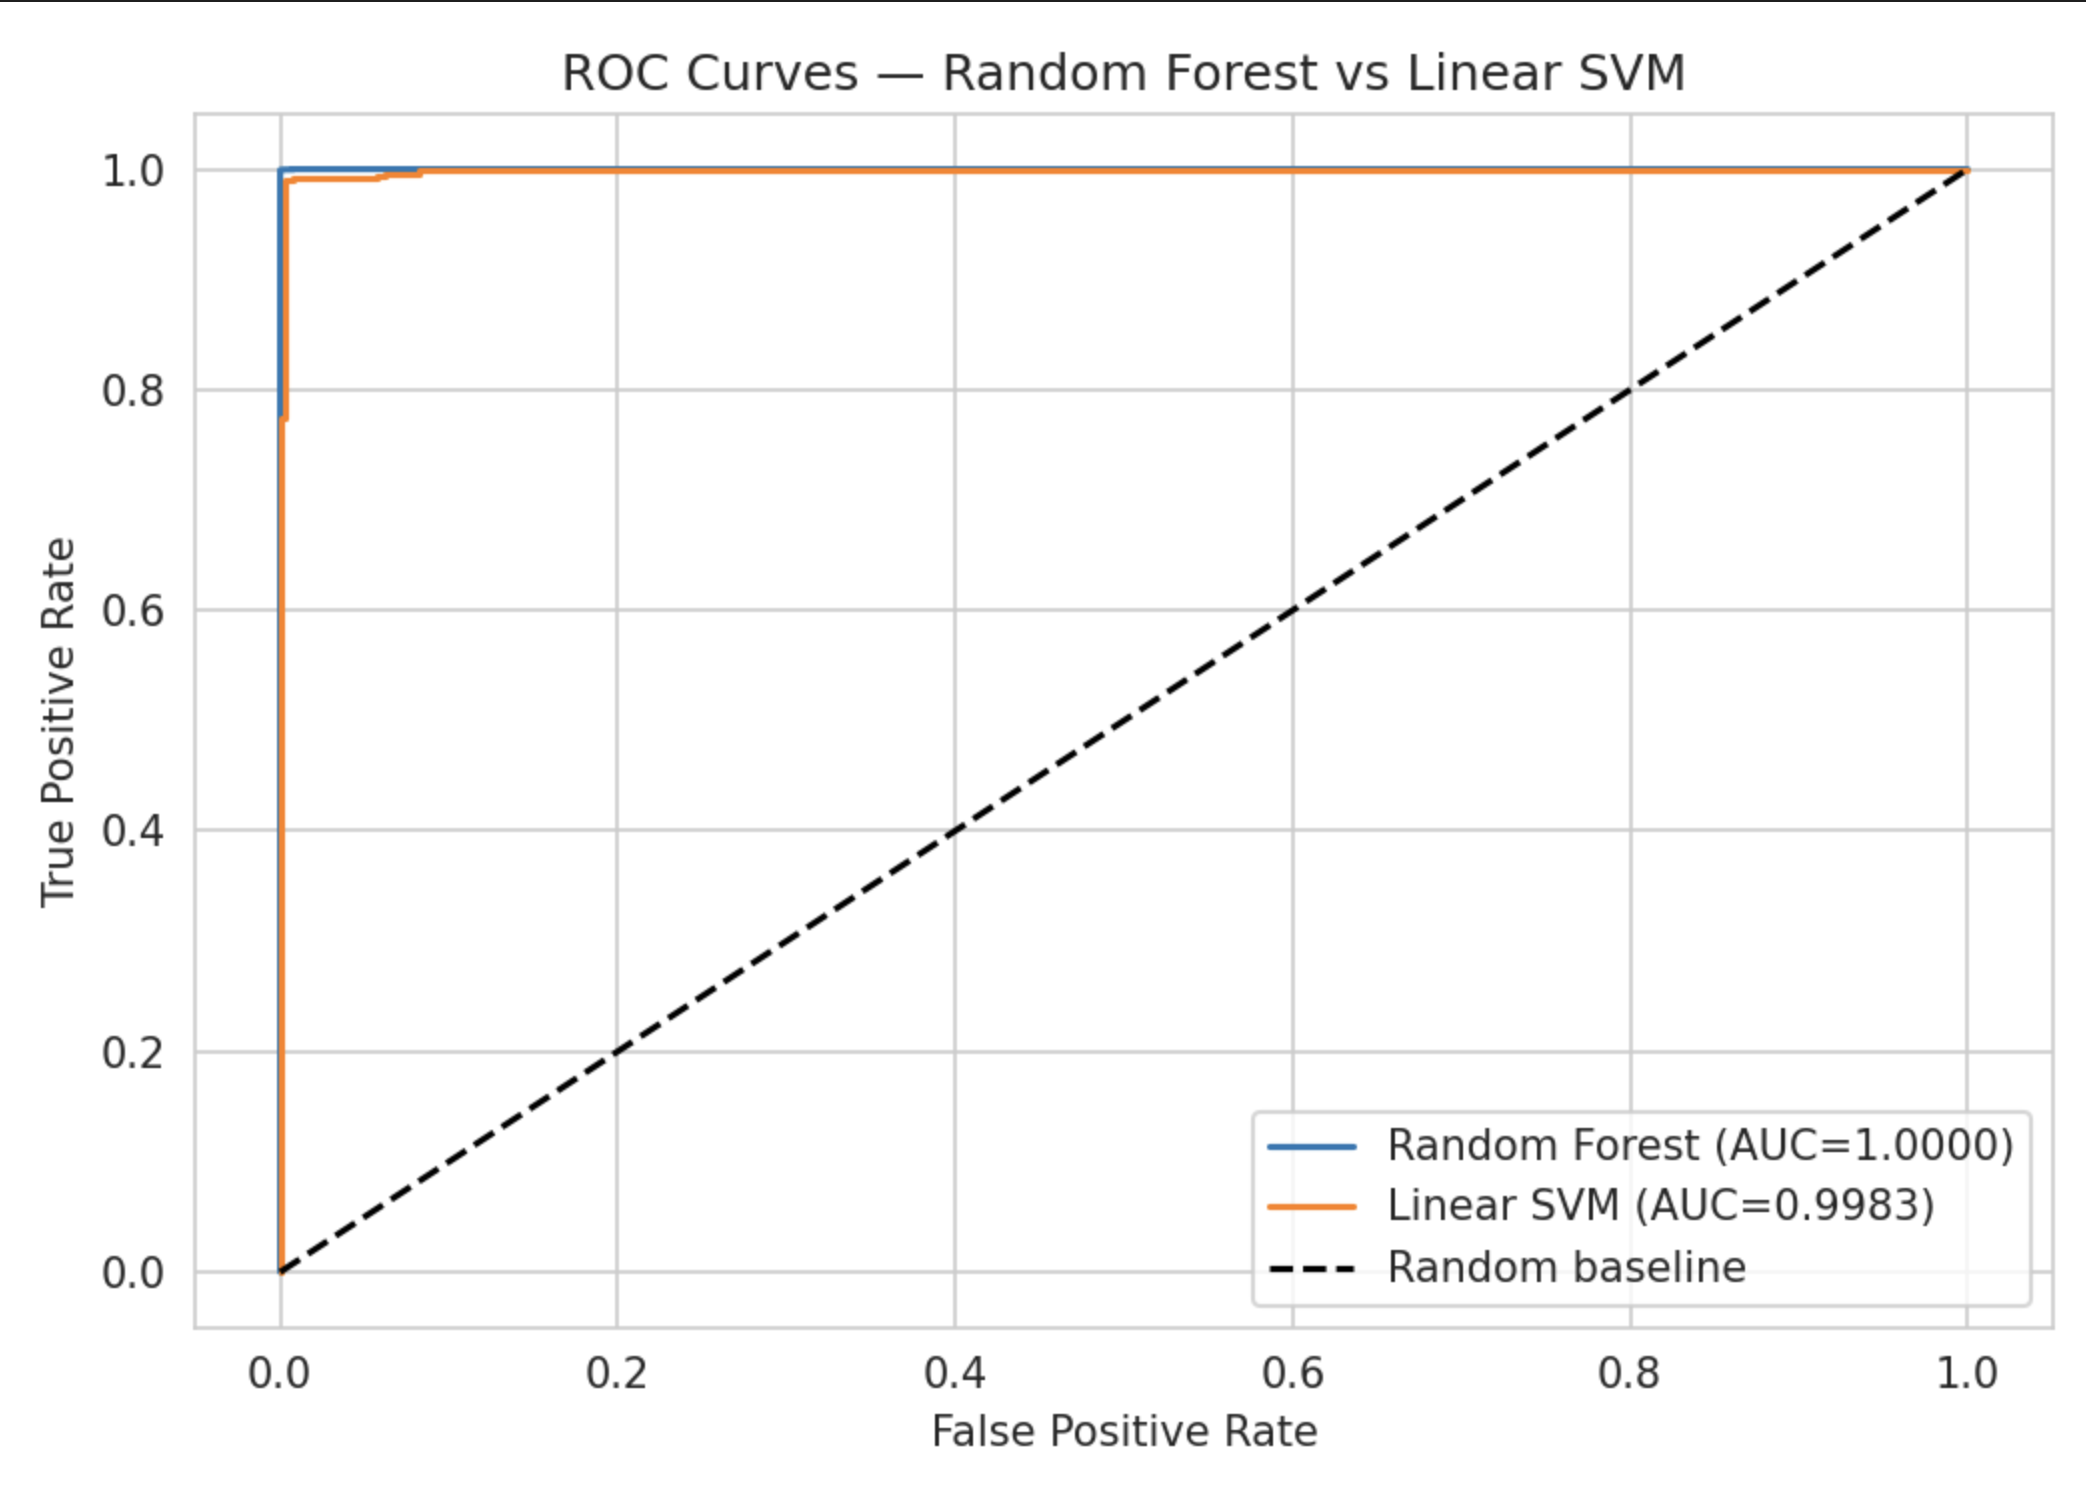 ROC Curves — Random Forest vs Linear SVM
True Positive Rate
1.0
0.8
0.6
0.4
0.2
0.0
0.0 0.2 0.4 0.6 0.8 1.0
False Positive Rate
Random Forest (AUC=1.0000)
Linear SVM (AUC=0.9983)
Random baseline